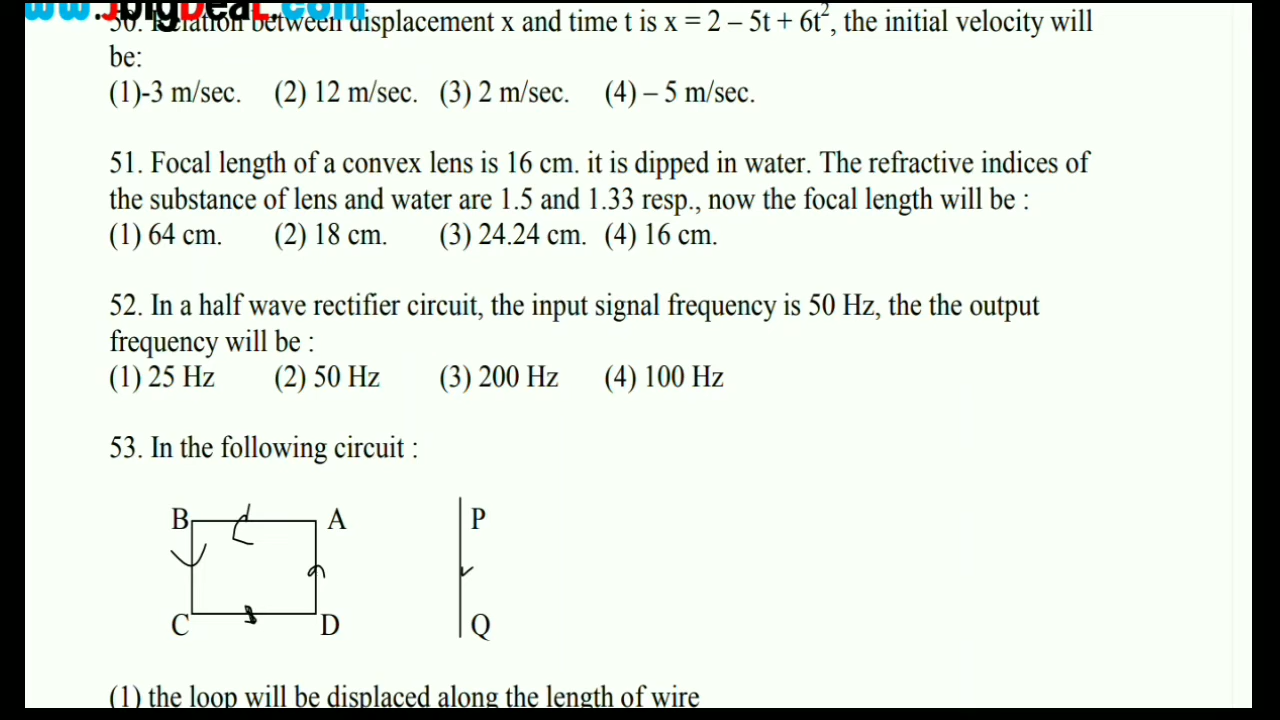 www.JbigDeaL.com
50. Relation between displacement x and time t is x = 2 – 5t + 6t², the initial velocity will
be:
(1)-3 m/sec. (2) 12 m/sec. (3) 2 m/sec. (4) – 5 m/sec.
51. Focal length of a convex lens is 16 cm. it is dipped in water. The refractive indices of
the substance of lens and water are 1.5 and 1.33 resp., now the focal length will be :
(1) 64 cm. (2) 18 cm. (3) 24.24 cm. (4) 16 cm.
52. In a half wave rectifier circuit, the input signal frequency is 50 Hz, the the output
frequency will be :
(1) 25 Hz (2) 50 Hz (3) 200 Hz (4) 100 Hz
53. In the following circuit :
B A P
C D Q
(1) the loop will be displaced along the length of wire